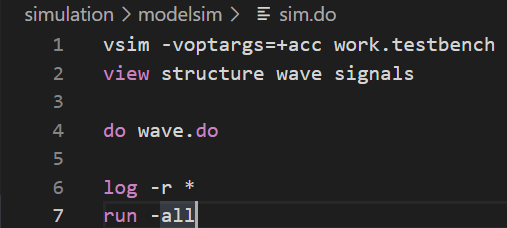 simulation > modelsim > sim.do
1 vsim -voptargs=+acc work.testbench
2 view structure wave signals
3
4 do wave.do
5
6 log -r *
7 run -all